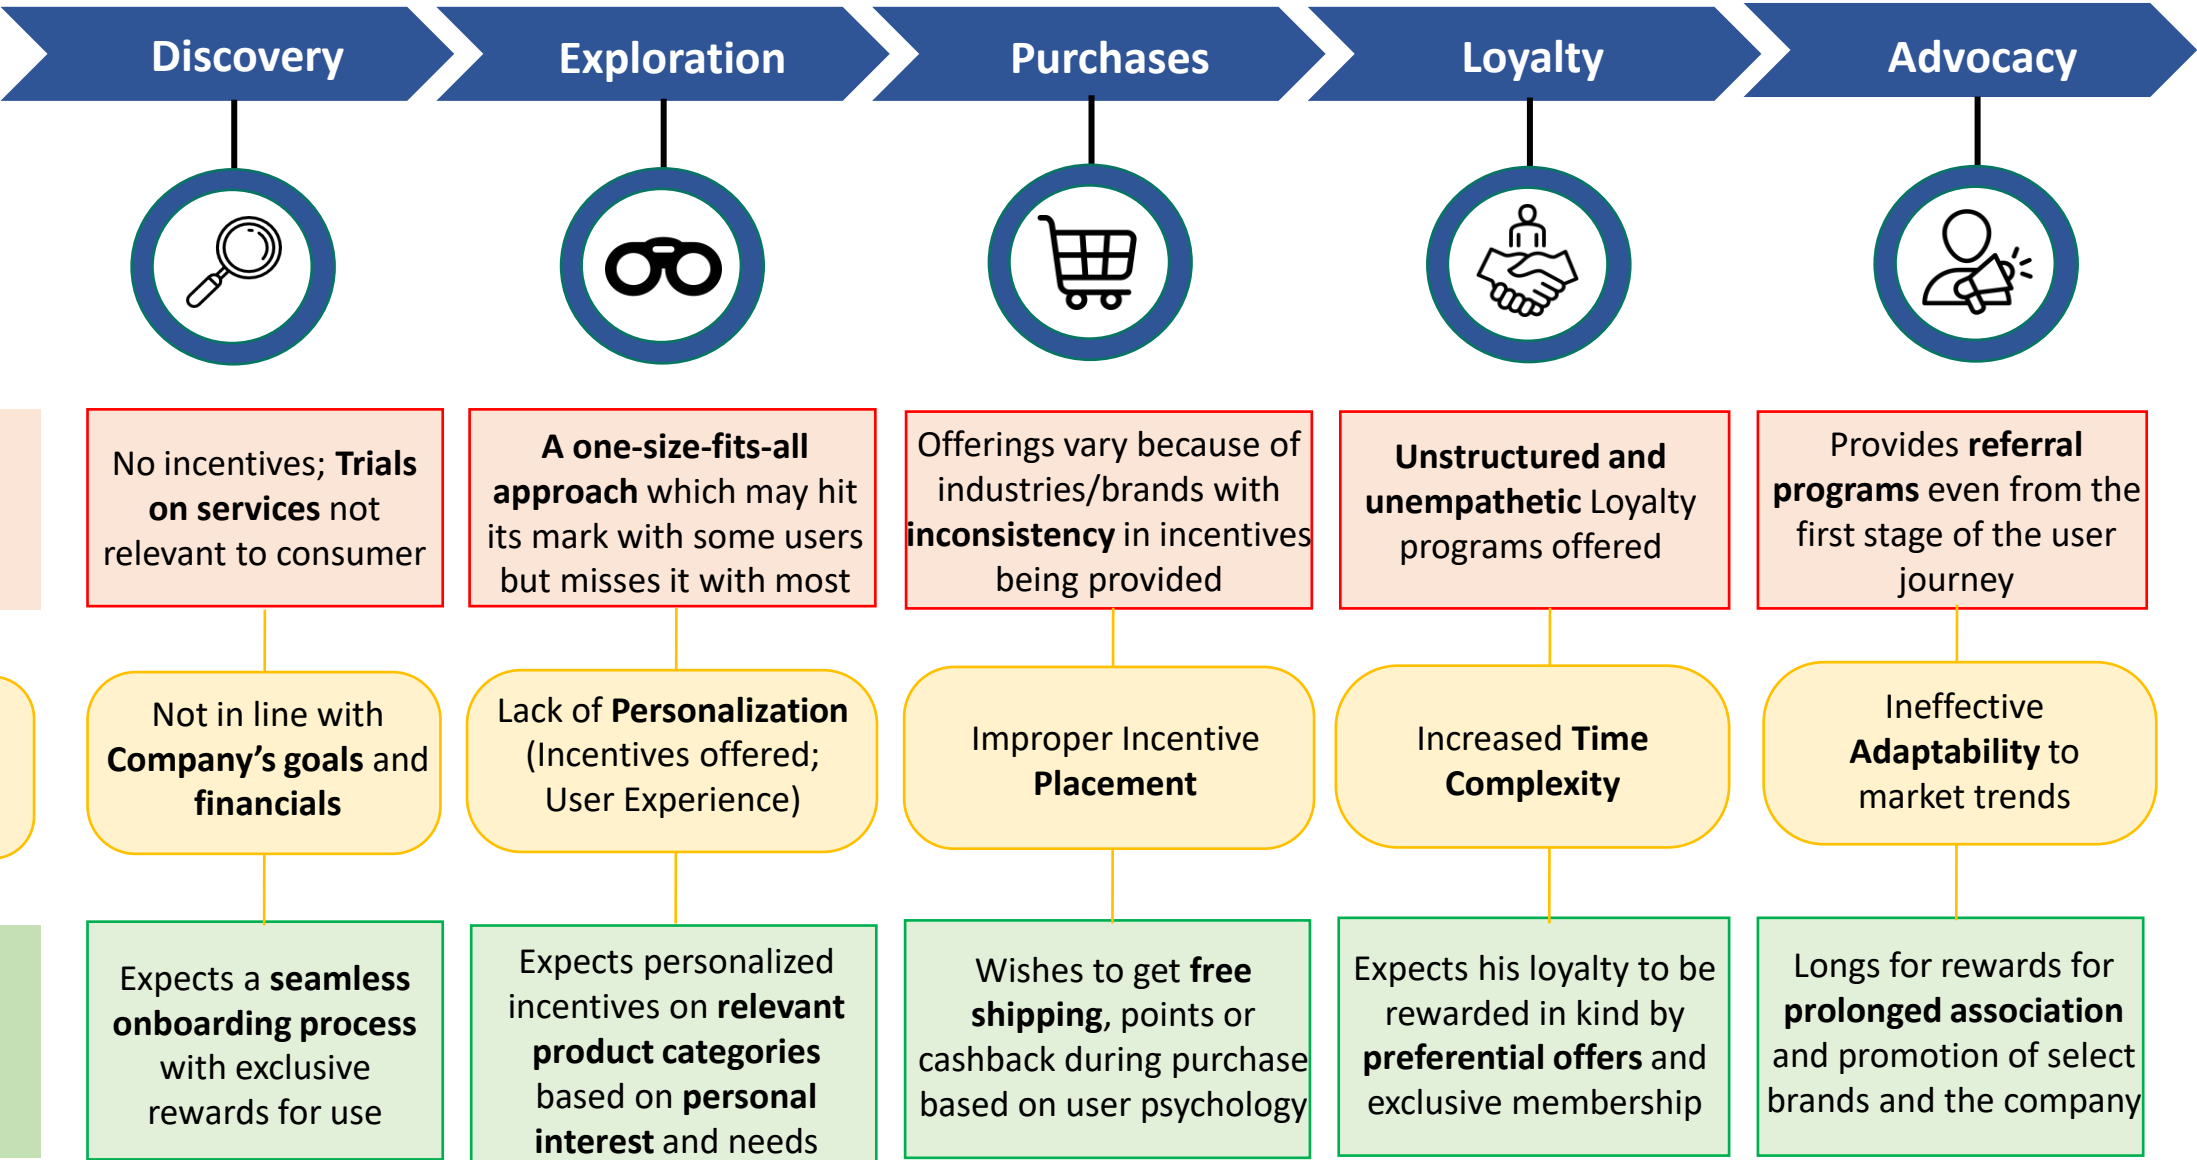 Discovery
Exploration
Purchases
Loyalty
Advocacy
No incentives; Trials
on services not
relevant to consumer
A one-size-fits-all
approach which may hit
its mark with some users
but misses it with most
Offerings vary because of
industries/brands with
inconsistency in incentives
being provided
Unstructured and
unempathetic Loyalty
programs offered
Provides referral
programs even from the
first stage of the user
journey
Not in line with
Company’s goals and
financials
Lack of Personalization
(Incentives offered;
User Experience)
Improper Incentive
Placement
Increased Time
Complexity
Ineffective
Adaptability to
market trends
Expects a seamless
onboarding process
with exclusive
rewards for use
Expects personalized
incentives on relevant
product categories
based on personal
interest and needs
Wishes to get free
shipping, points or
cashback during purchase
based on user psychology
Expects his loyalty to be
rewarded in kind by
preferential offers and
exclusive membership
Longs for rewards for
prolonged association
and promotion of select
brands and the company